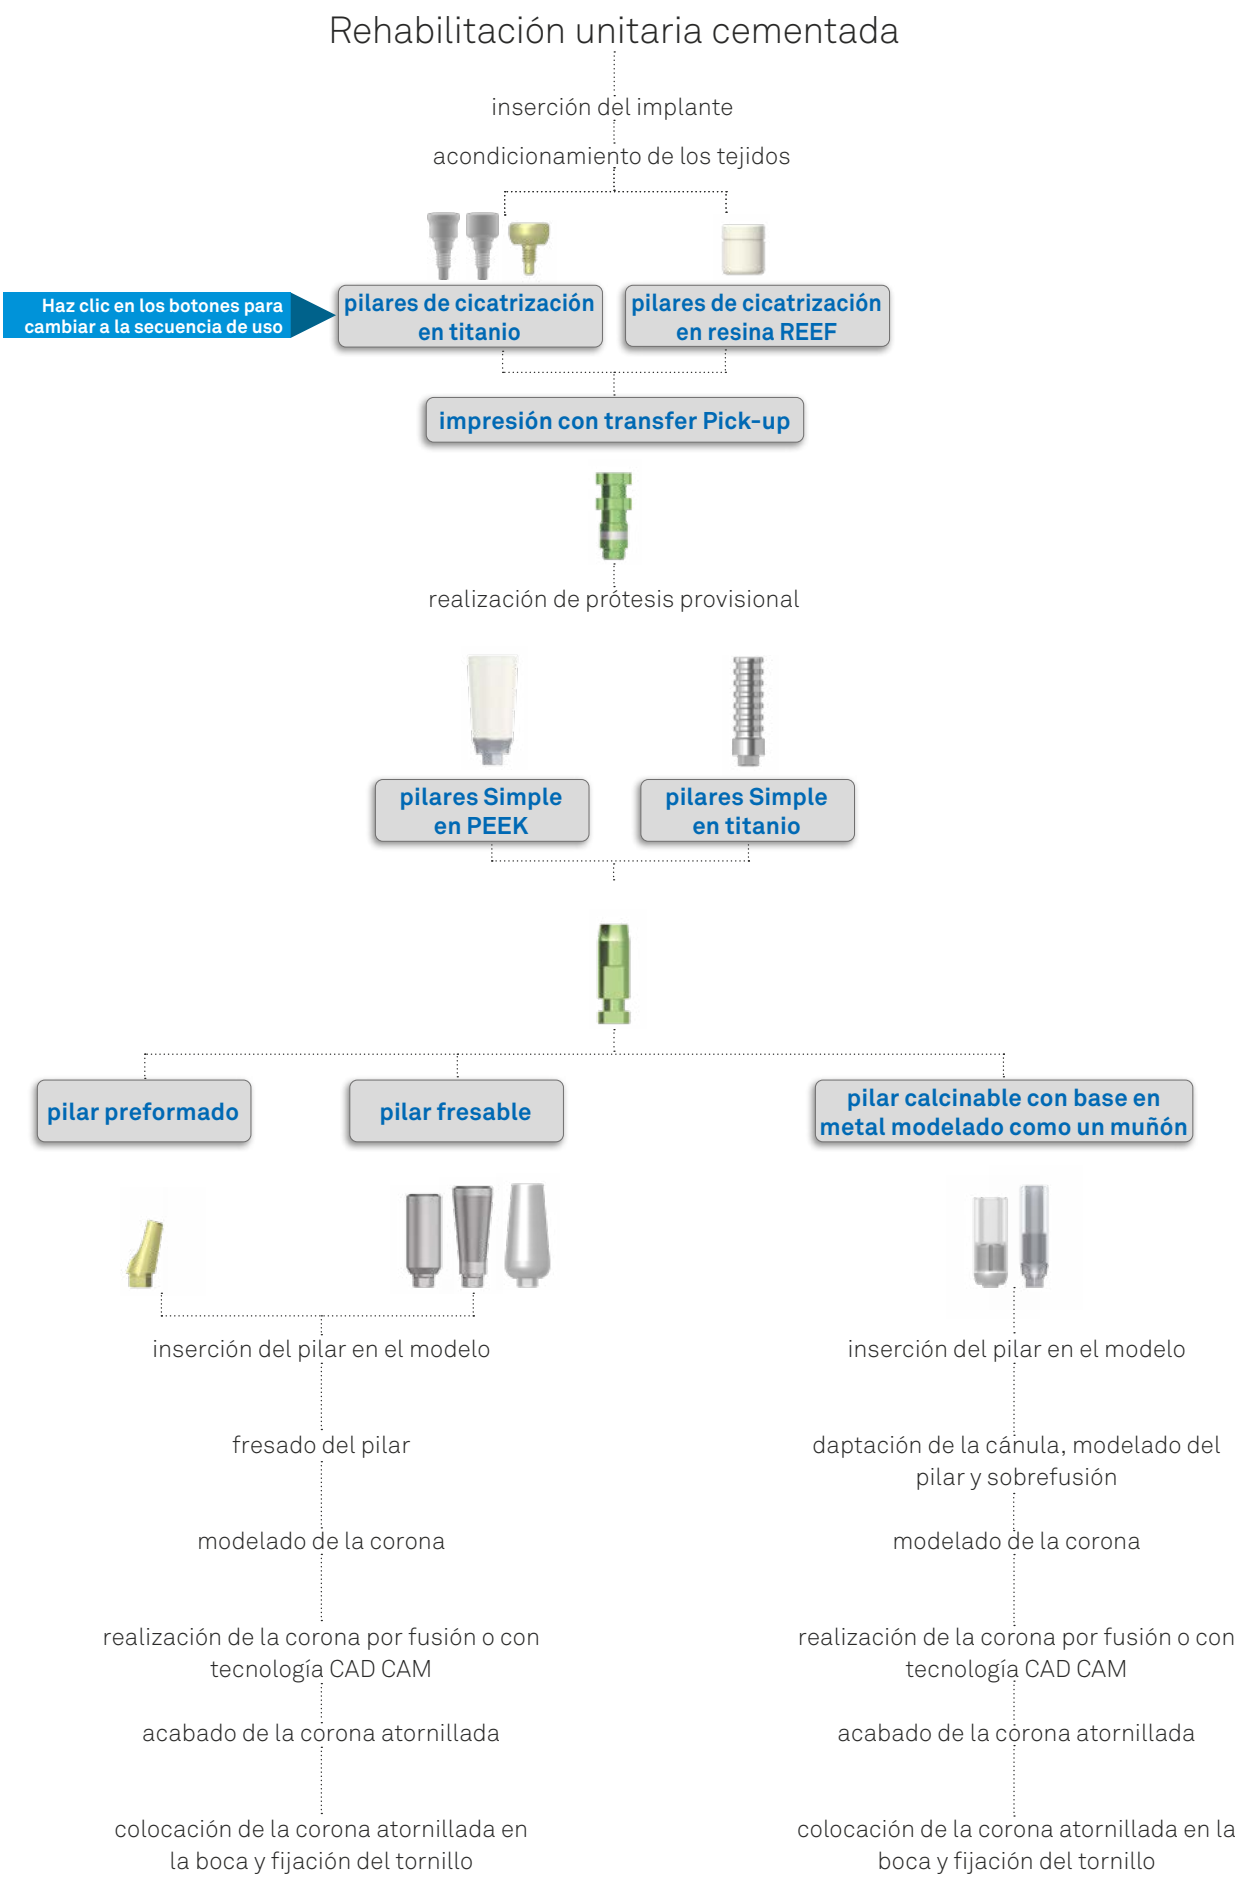 Rehabilitación unitaria cementada
inserción del implante
acondicionamiento de los tejidos
Haz clic en los botones para
cambiar a la secuencia de uso
pilares de cicatrización
en titanio
pilares de cicatrización
en resina REEF
impresión con transfer Pick-up
realización de prótesis provisional
pilares Simple
en PEEK
pilares Simple
en titanio
pilar preformado
pilar fresable
pilar calcinable con base en
metal modelado como un muñón
inserción del pilar en el modelo
fresado del pilar
modelado de la corona
realización de la corona por fusión o con
tecnología CAD CAM
acabado de la corona atornillada
colocación de la corona atornillada en
la boca y fijación del tornillo
inserción del pilar en el modelo
daptación de la cánula, modelado del
pilar y sobrefusión
modelado de la corona
realización de la corona por fusión o con
tecnología CAD CAM
acabado de la corona atornillada
colocación de la corona atornillada en la
boca y fijación del tornillo